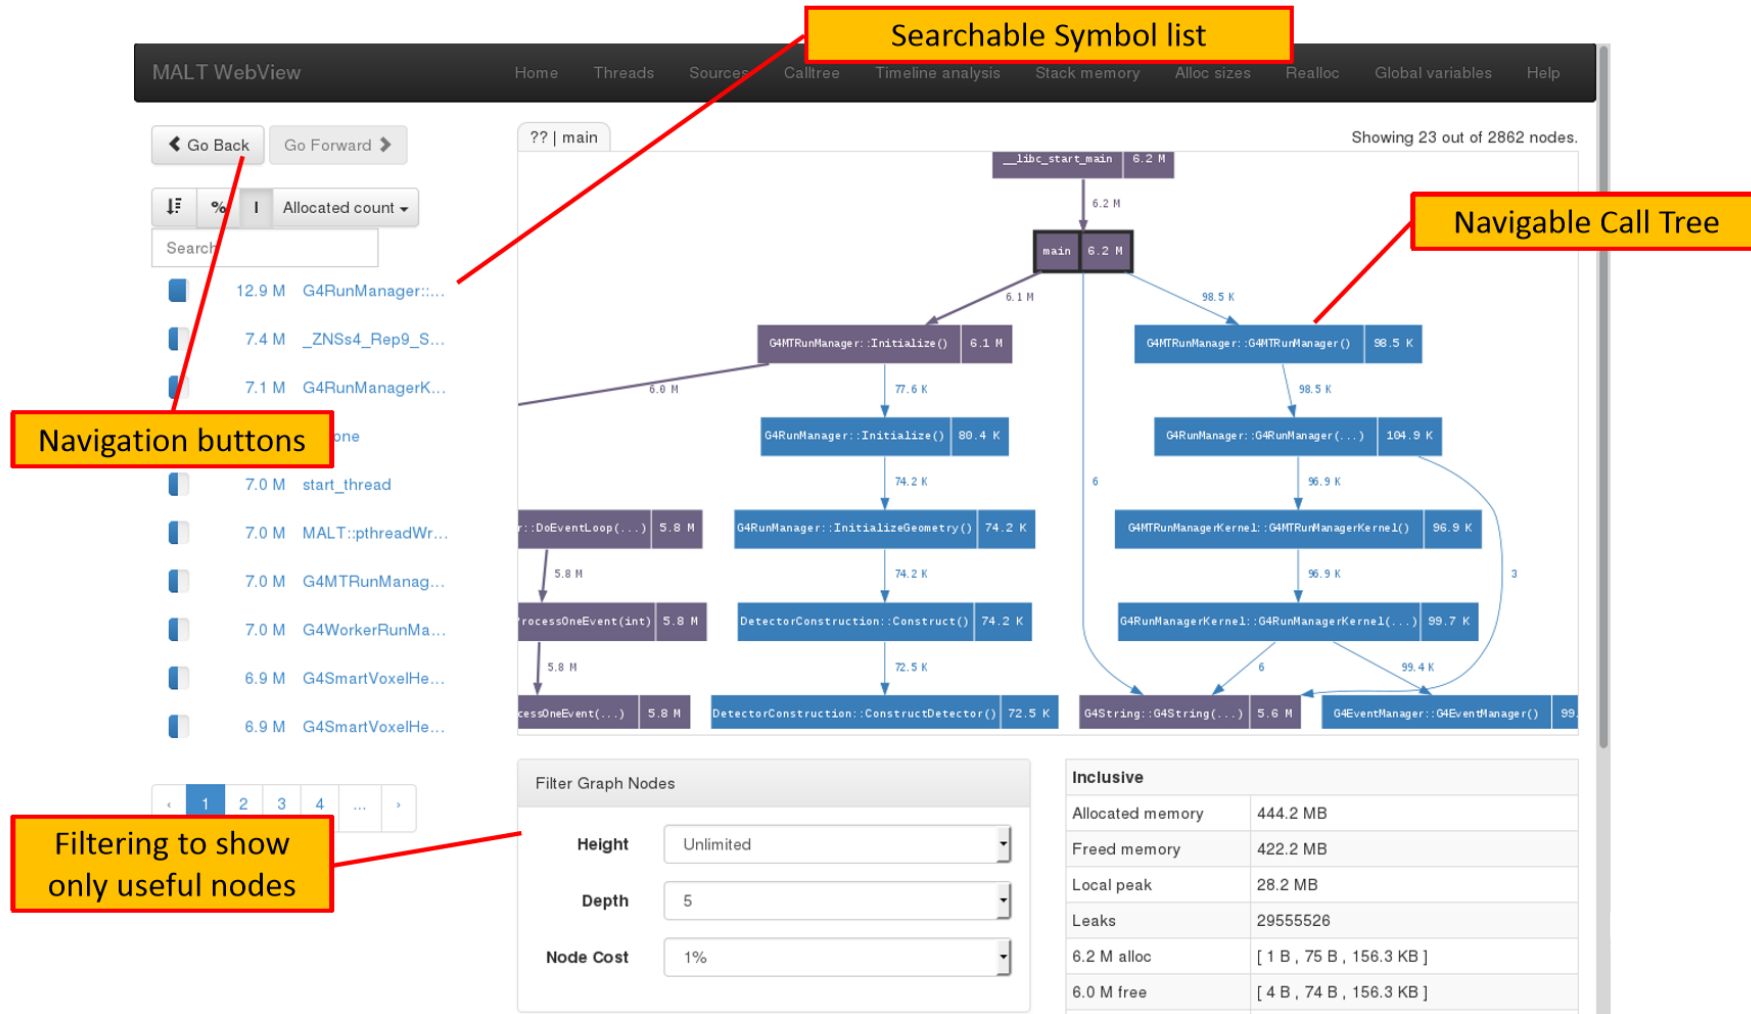 Searchable Symbol list
MALT WebView
Home Threads Sources Calltree Timeline analysis Stack memory Alloc sizes Realloc Global variables Help
Go Back Go Forward
?? | main
Showing 23 out of 2862 nodes.
% I Allocated count
Search
12.9 M G4RunManager::...
7.4 M _ZNSs4_Rep9_S...
7.1 M G4RunManagerK...
Navigation buttons
one
7.0 M start_thread
7.0 M MALT::pthreadWr...
7.0 M G4MTRunManag...
7.0 M G4WorkerRunMa...
6.9 M G4SmartVoxelHe...
6.9 M G4SmartVoxelHe...
‹ 1 2 3 4 ... ›
Filtering to show
only useful nodes
__libc_start_main 6.2 M
6.2 M
Navigable Call Tree
main 6.2 M
6.1 M
98.5 K
G4MTRunManager::Initialize() 6.1 M
G4MTRunManager::G4MTRunManager() 98.5 K
6.0 M
77.6 K
98.5 K
G4RunManager::Initialize() 80.4 K
G4RunManager::G4RunManager(...) 104.9 K
74.2 K
6
96.9 K
r::DoEventLoop(...) 5.8 M
G4RunManager::InitializeGeometry() 74.2 K
G4MTRunManagerKernel::G4MTRunManagerKernel() 96.9 K
5.8 M
74.2 K
96.9 K
3
rocessOneEvent(int) 5.8 M
DetectorConstruction::Construct() 74.2 K
G4RunManagerKernel::G4RunManagerKernel(...) 99.7 K
5.8 M
72.5 K
6
99.4 K
cessOneEvent(...) 5.8 M
DetectorConstruction::ConstructDetector() 72.5 K
G4String::G4String(...) 5.6 M
G4EventManager::G4EventManager() 99.
Filter Graph Nodes
Height Unlimited
Depth 5
Node Cost 1%
Inclusive
Allocated memory 444.2 MB
Freed memory 422.2 MB
Local peak 28.2 MB
Leaks 29555526
6.2 M alloc [ 1 B , 75 B , 156.3 KB ]
6.0 M free [ 4 B , 74 B , 156.3 KB ]